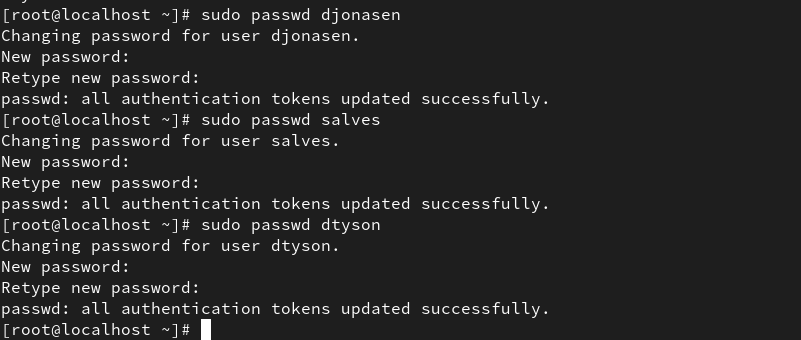 [root@localhost ~]# sudo passwd djonasen
Changing password for user djonasen.
New password:
Retype new password:
passwd: all authentication tokens updated successfully.
[root@localhost ~]# sudo passwd salves
Changing password for user salves.
New password:
Retype new password:
passwd: all authentication tokens updated successfully.
[root@localhost ~]# sudo passwd dtyson
Changing password for user dtyson.
New password:
Retype new password:
passwd: all authentication tokens updated successfully.
[root@localhost ~]#